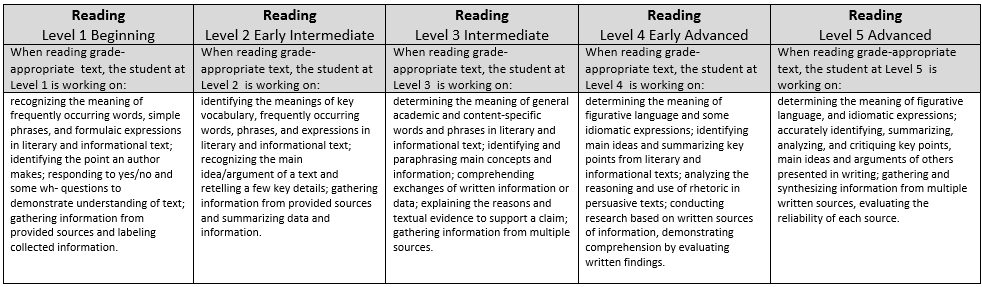 Reading
Level 1 Beginning
When reading grade-
appropriate text, the student at
Level 1 is working on:
recognizing the meaning of
frequently occurring words, simple
phrases, and formulaic expressions
in literary and informational text;
identifying the point an author
makes; responding to yes/no and
some wh- questions to
demonstrate understanding of text;
gathering information from
provided sources and labeling
collected information.
Reading
Level 2 Early Intermediate
When reading grade-
appropriate text, the student at
Level 2 is working on:
identifying the meanings of key
vocabulary, frequently occurring
words, phrases, and expressions in
literary and informational text;
recognizing the main
idea/argument of a text and
retelling a few key details; gathering
information from provided sources
and summarizing data and
information.
Reading
Level 3 Intermediate
When reading grade-
appropriate text, the student at
Level 3 is working on:
determining the meaning of general
academic and content-specific
words and phrases in literary and
informational text; identifying and
paraphrasing main concepts and
information; comprehending
exchanges of written information or
data; explaining the reasons and
textual evidence to support a claim;
gathering information from multiple
sources.
Reading
Level 4 Early Advanced
When reading grade-
appropriate text, the student at
Level 4 is working on:
determining the meaning of
figurative language and some
idiomatic expressions; identifying
main ideas and summarizing key
points from literary and
informational texts; analyzing the
reasoning and use of rhetoric in
persuasive texts; conducting
research based on written sources
of information, demonstrating
comprehension by evaluating
written findings.
Reading
Level 5 Advanced
When reading grade-appropriate
text, the student at Level 5 is
working on:
determining the meaning of figurative
language, and idiomatic expressions;
accurately identifying, summarizing,
analyzing, and critiquing key points,
main ideas and arguments of others
presented in writing; gathering and
synthesizing information from multiple
written sources, evaluating the
reliability of each source.